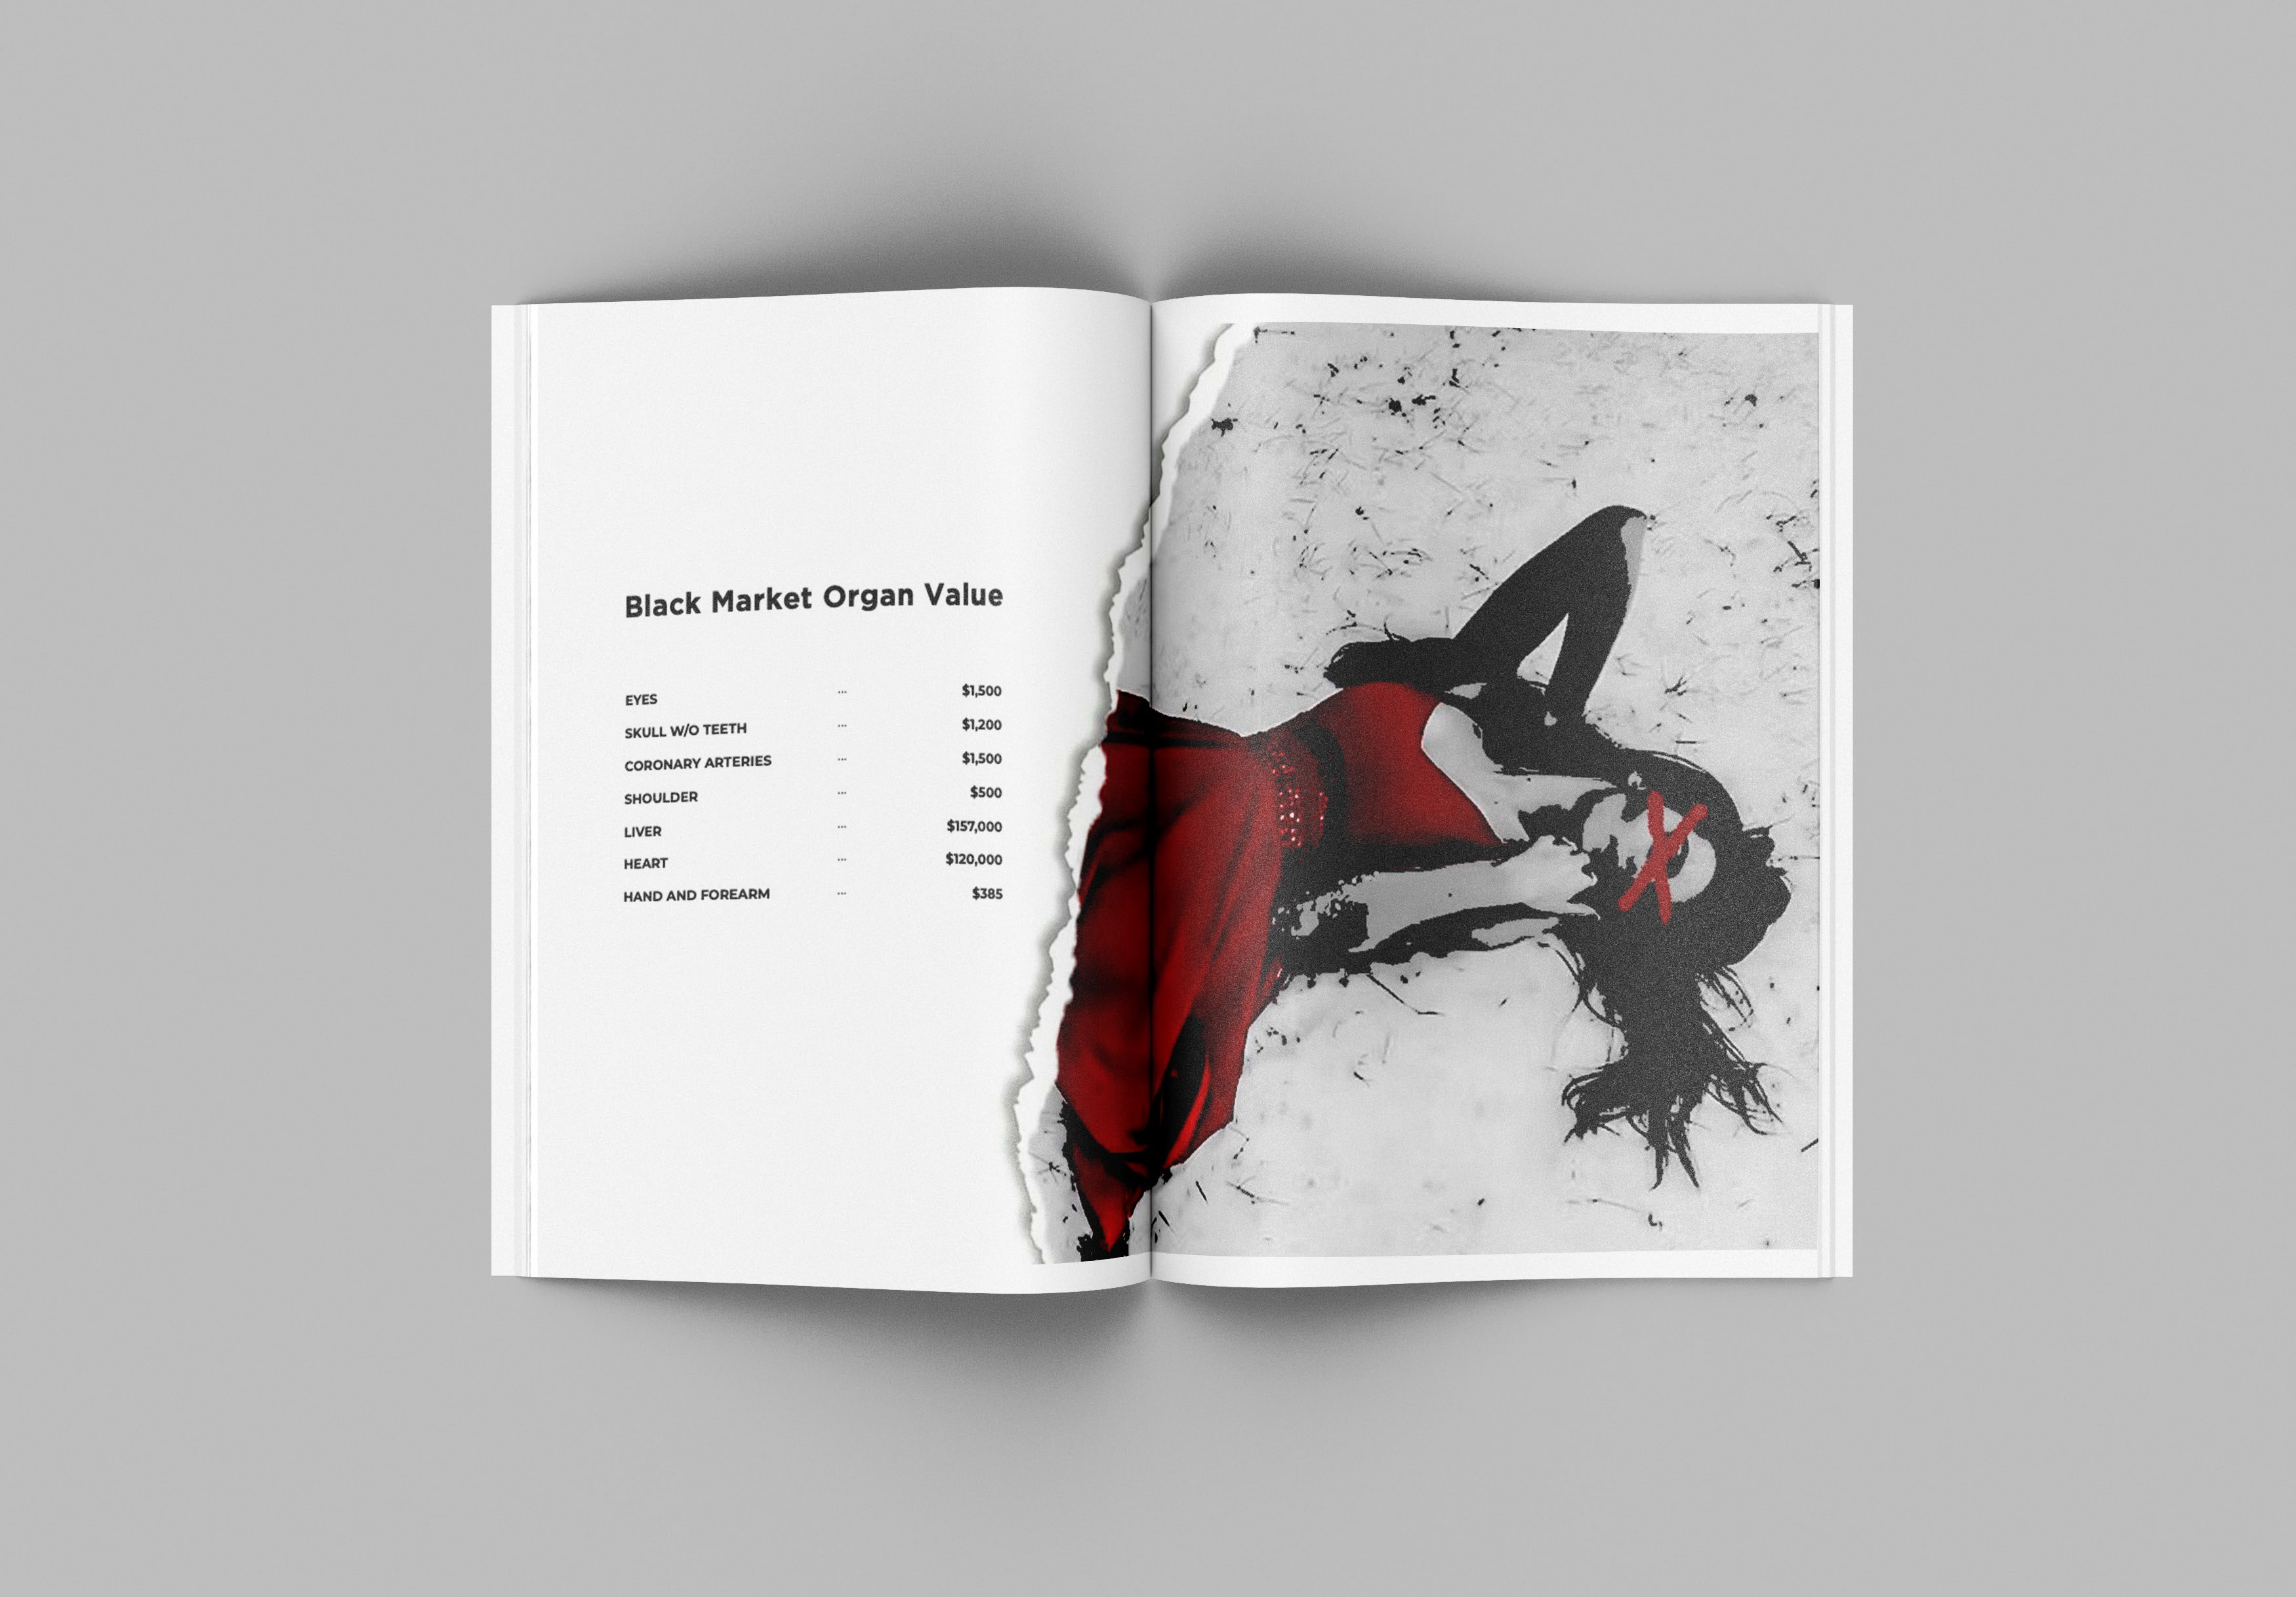 Black Market Organ Value
EYES ... $1,500
SKULL W/O TEETH ... $1,200
CORONARY ARTERIES ... $1,500
SHOULDER ... $500
LIVER ... $157,000
HEART ... $120,000
HAND AND FOREARM ... $385